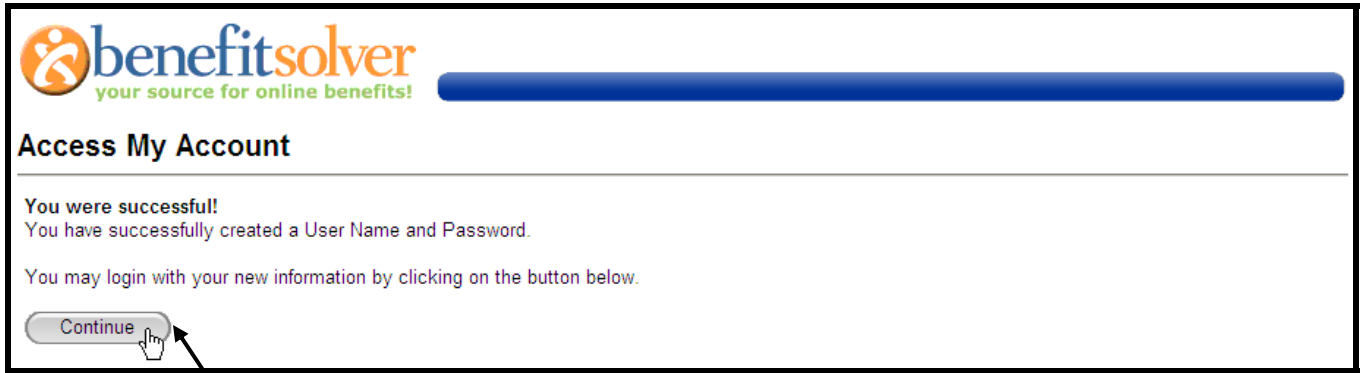 benefitsolver
your source for online benefits!
Access My Account
You were successful!
You have successfully created a User Name and Password.
You may login with your new information by clicking on the button below.
Continue